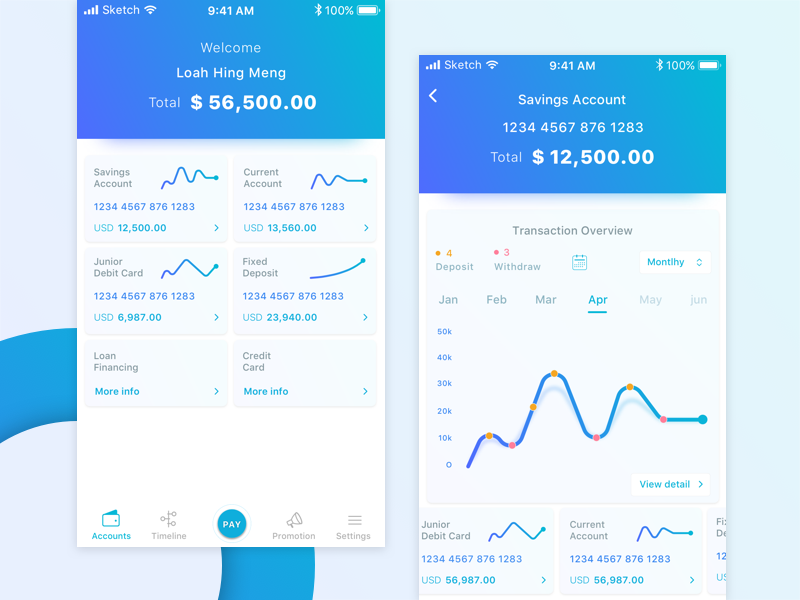 Sketch 9:41 AM 100%
Welcome
Loah Hing Meng
Total $ 56,500.00
Savings
Account
1234 4567 876 1283
USD 12,500.00
Current
Account
1234 4567 876 1283
USD 13,560.00
Junior
Debit Card
1234 4567 876 1283
USD 6,987.00
Fixed
Deposit
1234 4567 876 1283
USD 23,940.00
Loan
Financing
More info
Credit
Card
More info
Accounts Timeline PAY Promotion Settings
Sketch 9:41 AM 100%
Savings Account
1234 4567 876 1283
Total $ 12,500.00
Transaction Overview
4
Deposit
3
Withdraw
Montlhy
Jan Feb Mar Apr May jun
50k
40k
30k
20k
10k
0
View detail
Junior
Debit Card
1234 4567 876 1283
USD 56,987.00
Current
Account
1234 4567 876 1283
USD 56,987.00